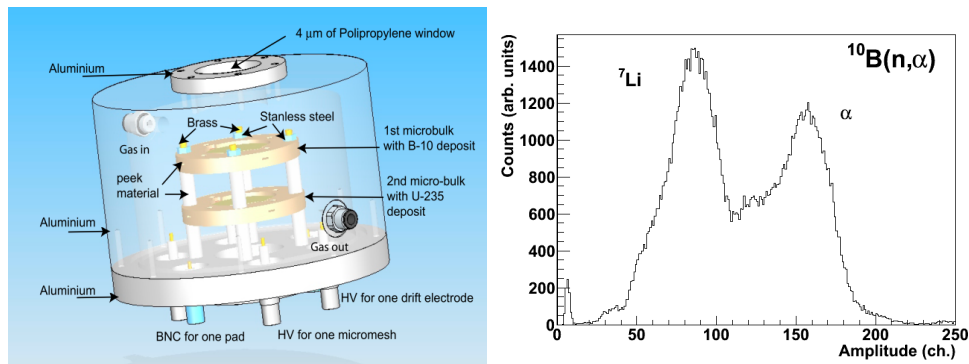 4 μm of Polipropylene window
Aluminium
Brass
Stanless steel
Gas in
1st microbulk
with B-10 deposit
peek
material
2nd micro-bulk
with U-235
deposit
Gas out
Aluminium
Aluminium
HV for one drift electrode
BNC for one pad
HV for one micromesh
Counts (arb. units)
1400
1200
1000
800
600
400
200
0
0
50
100
150
200
250
Amplitude (ch.)
⁷Li
¹⁰B(n,α)
α